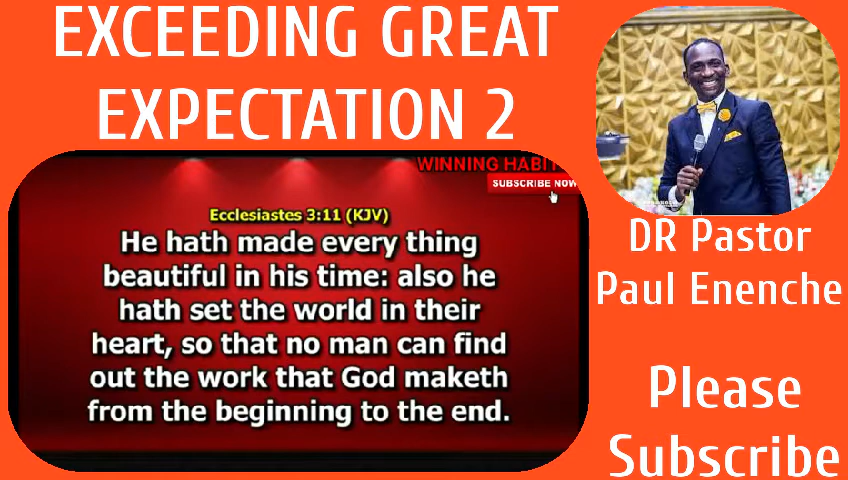 EXCEEDING GREAT
EXPECTATION 2
WINNING HABIT
SUBSCRIBE NOW
Ecclesiastes 3:11 (KJV)
He hath made every thing
beautiful in his time: also he
hath set the world in their
heart, so that no man can find
out the work that God maketh
from the beginning to the end.
DR Pastor
Paul Enenche
Please
Subscribe